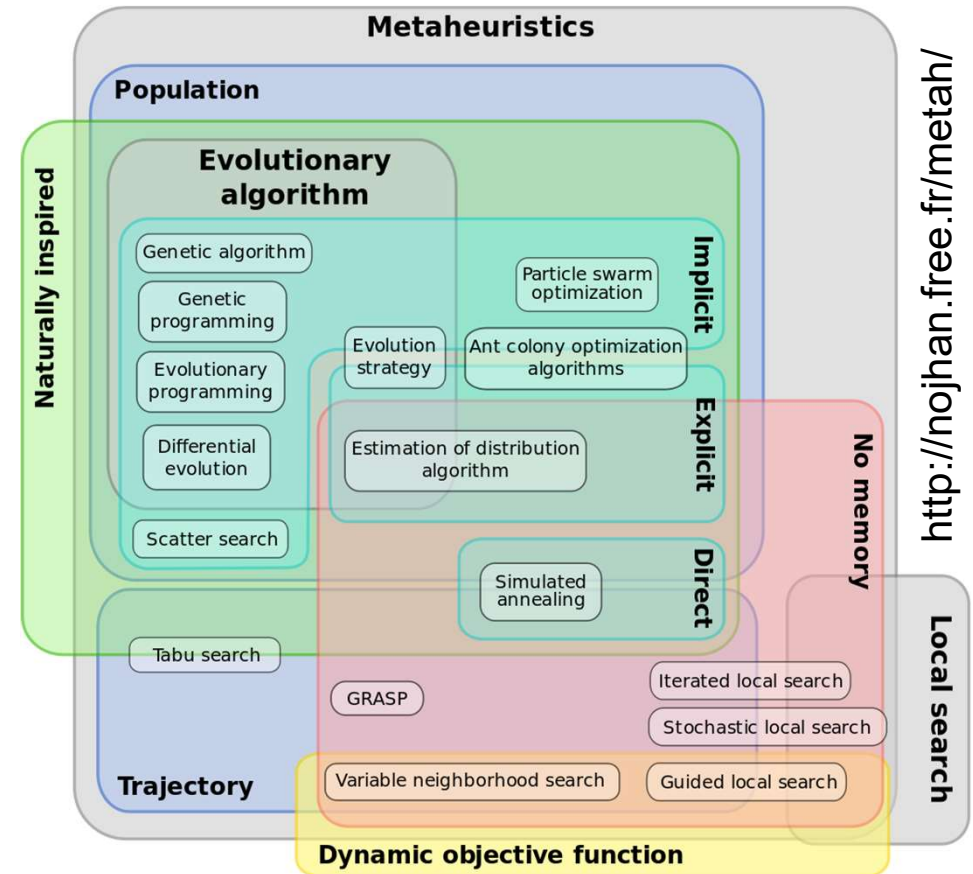 Metaheuristics
Population
Naturally inspired
Evolutionary
algorithm
Genetic algorithm
Genetic
programming
Evolutionary
programming
Differential
evolution
Scatter search
Evolution
strategy
Particle swarm
optimization
Ant colony optimization
algorithms
Estimation of distribution
algorithm
Simulated
annealing
Implicit
Explicit
Direct
No memory
Tabu search
GRASP
Iterated local search
Stochastic local search
Variable neighborhood search
Guided local search
Trajectory
Dynamic objective function
Local search
http://nojhan.free.fr/metah/